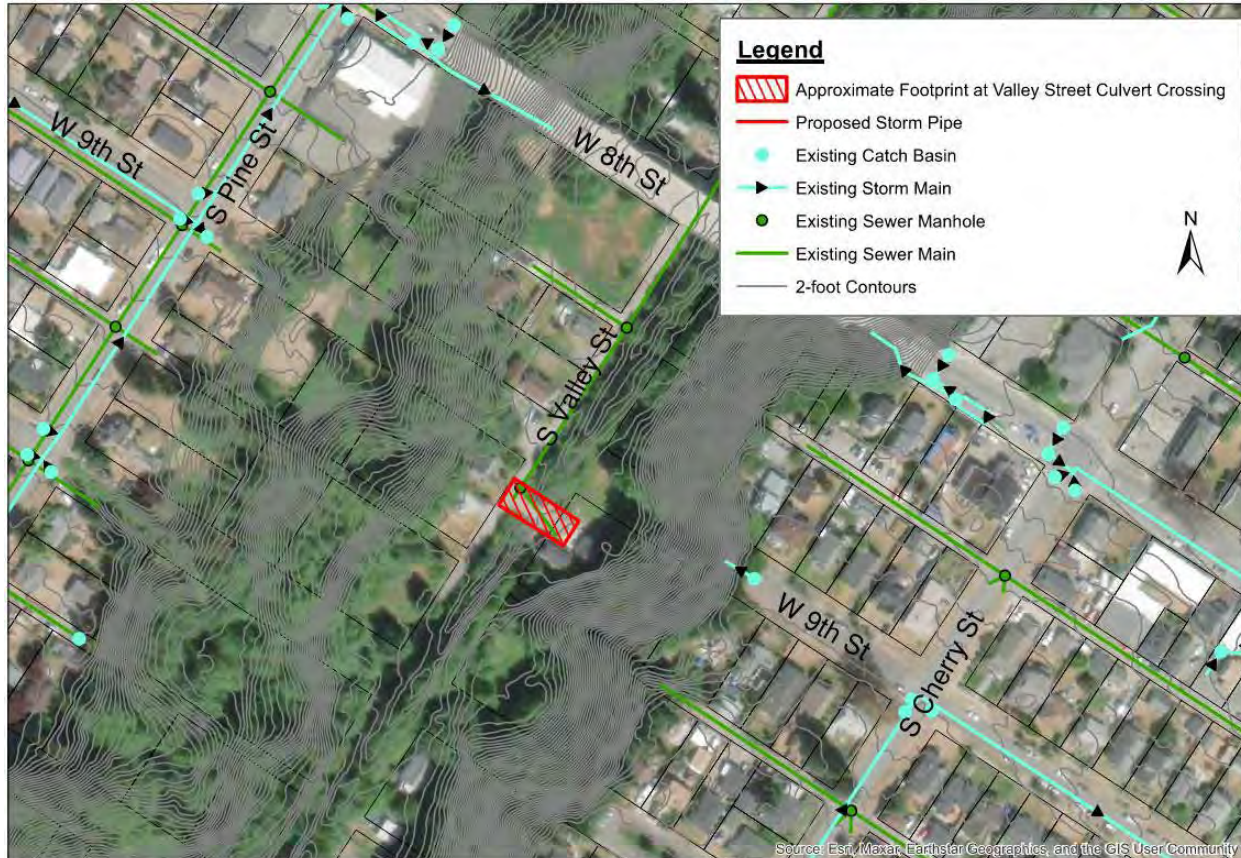 Legend
Approximate Footprint at Valley Street Culvert Crossing
Proposed Storm Pipe
Existing Catch Basin
Existing Storm Main
Existing Sewer Manhole
Existing Sewer Main
2-foot Contours
N
W 8th St
W 9th St
S Pine St
S Valley St
W 9th St
S Cherry St
Source: Esri, Maxar, Earthstar Geographics, and the GIS User Community